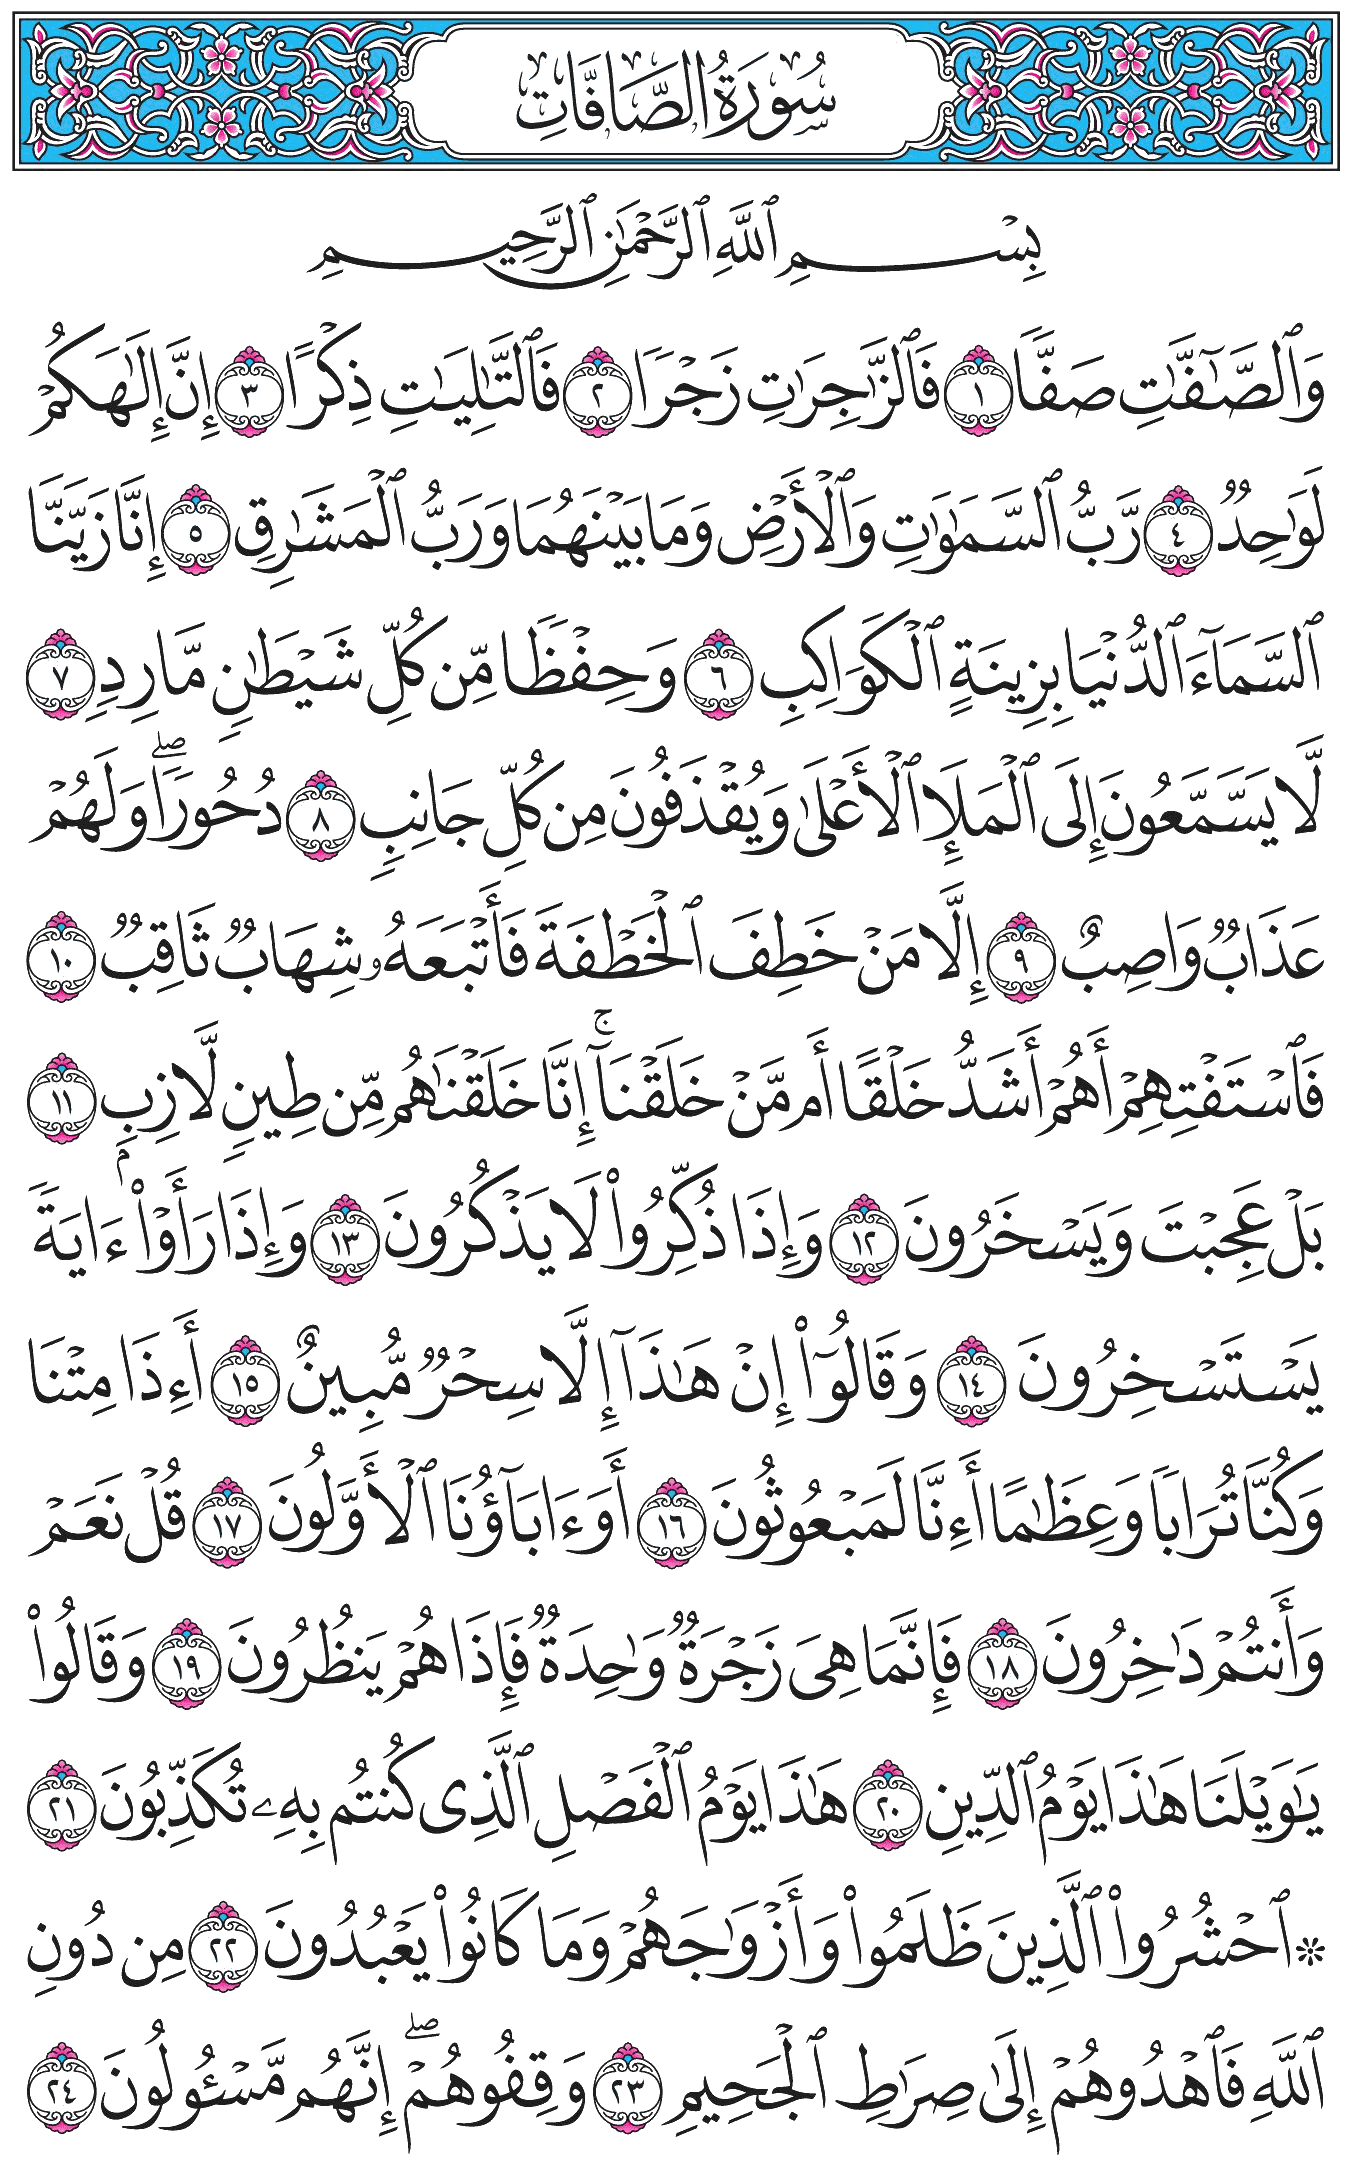 سُورَةُ الصَّافَّاتِ
بِسْمِ ٱللَّهِ ٱلرَّحْمَٰنِ ٱلرَّحِيمِ
وَٱلصَّٰٓفَّٰتِ صَفّٗا ١ فَٱلزَّٰجِرَٰتِ زَجۡرٗا ٢ فَٱلتَّٰلِيَٰتِ ذِكۡرًا ٣ إِنَّ إِلَٰهَكُمۡ
لَوَٰحِدٞ ٤ رَّبُّ ٱلسَّمَٰوَٰتِ وَٱلۡأَرۡضِ وَمَا بَيۡنَهُمَا وَرَبُّ ٱلۡمَشَٰرِقِ ٥ إِنَّا زَيَّنَّا
ٱلسَّمَآءَ ٱلدُّنۡيَا بِزِينَةٍ ٱلۡكَوَاكِبِ ٦ وَحِفۡظٗا مِّن كُلِّ شَيۡطَٰنٖ مَّارِدٖ ٧
لَّا يَسَّمَّعُونَ إِلَى ٱلۡمَلَإِ ٱلۡأَعۡلَىٰ وَيُقۡذَفُونَ مِن كُلِّ جَانِبٖ ٨ دُحُورٗاۖ وَلَهُمۡ
عَذَابٞ وَاصِبٌ ٩ إِلَّا مَنۡ خَطِفَ ٱلۡخَطۡفَةَ فَأَتۡبَعَهُۥ شِهَابٞ ثَاقِبٞ ١٠
فَٱسۡتَفۡتِهِمۡ أَهُمۡ أَشَدُّ خَلۡقًا أَم مَّنۡ خَلَقۡنَآۚ إِنَّا خَلَقۡنَٰهُم مِّن طِينٖ لَّازِبِۭ ١١
بَلۡ عَجِبۡتَ وَيَسۡخَرُونَ ١٢ وَإِذَا ذُكِّرُواْ لَا يَذۡكُرُونَ ١٣ وَإِذَا رَأَوۡاْ ءَايَةٗ
يَسۡتَسۡخِرُونَ ١٤ وَقَالُوٓاْ إِنۡ هَٰذَآ إِلَّا سِحۡرٞ مُّبِينٌ ١٥ أَءِذَا مِتۡنَا
وَكُنَّا تُرَابٗا وَعِظَٰمًا أَءِنَّا لَمَبۡعُوثُونَ ١٦ أَوَءَابَآؤُنَا ٱلۡأَوَّلُونَ ١٧ قُلۡ نَعَمۡ
وَأَنتُمۡ دَٰخِرُونَ ١٨ فَإِنَّمَا هِيَ زَجۡرَةٞ وَٰحِدَةٞ فَإِذَا هُمۡ يَنظُرُونَ ١٩ وَقَالُواْ
يَٰوَيۡلَنَا هَٰذَا يَوۡمُ ٱلدِّينِ ٢٠ هَٰذَا يَوۡمُ ٱلۡفَصۡلِ ٱلَّذِي كُنتُم بِهِۦ تُكَذِّبُونَ ٢١
۞ ٱحۡشُرُواْ ٱلَّذِينَ ظَلَمُواْ وَأَزۡوَٰجَهُمۡ وَمَا كَانُواْ يَعۡبُدُونَ ٢٢ مِن دُونِ
ٱللَّهِ فَٱهۡدُوهُمۡ إِلَىٰ صِرَٰطِ ٱلۡجَحِيمِ ٢٣ وَقِفُوهُمۡۖ إِنَّهُم مَّسۡـُٔولُونَ ٢٤